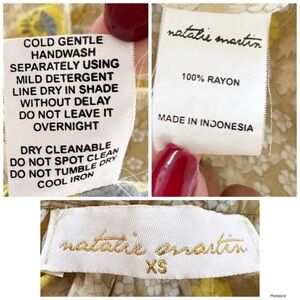 COLD GENTLE
HANDWASH
SEPARATELY USING
MILD DETERGENT
LINE DRY IN SHADE
WITHOUT DELAY
DO NOT LEAVE IT
OVERNIGHT
DRY CLEANABLE
DO NOT SPOT CLEAN
DO NOT TUMBLE DRY
COOL IRON
natalie martin
100% RAYON
MADE IN INDONESIA
natalie martin
XS
PhotoGrid